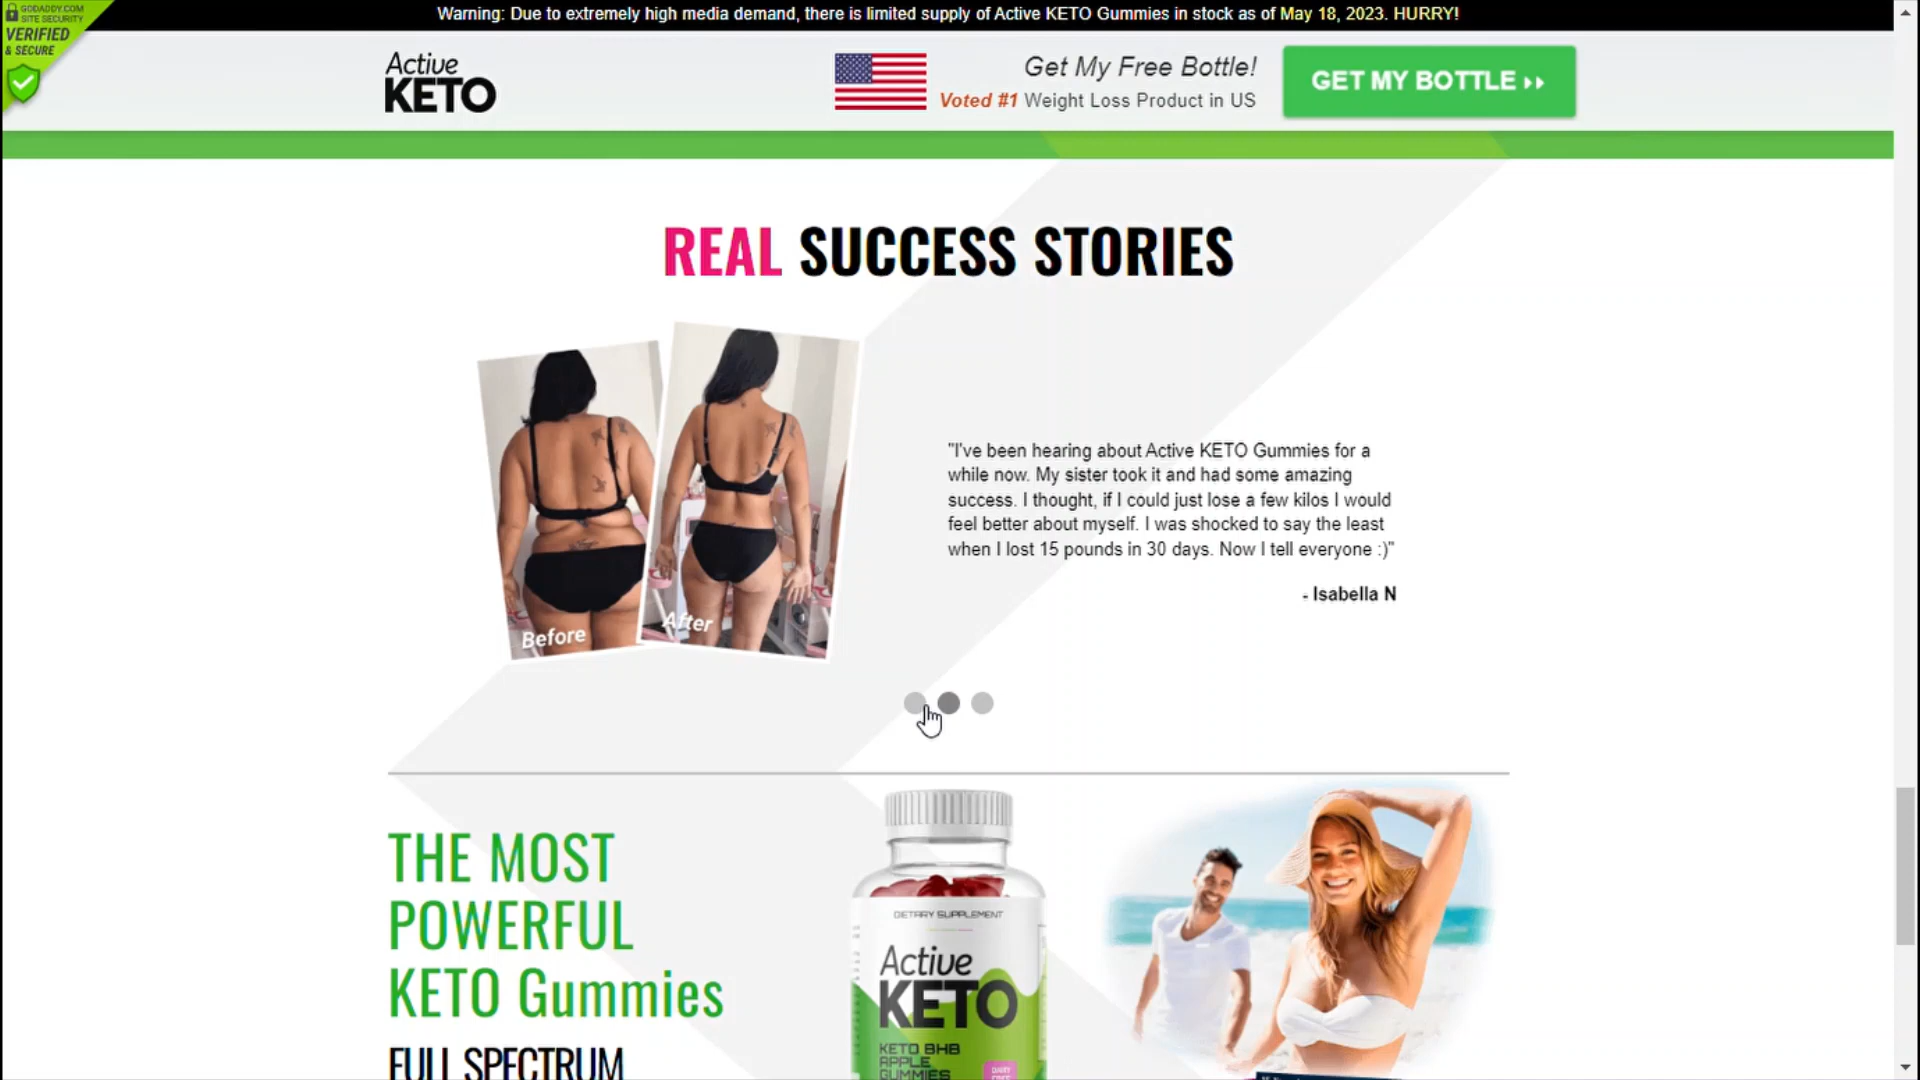 GODADDY.COM
SITE SECURITY
VERIFIED
& SECURE
Warning: Due to extremely high media demand, there is limited supply of Active KETO Gummies in stock as of May 18, 2023. HURRY!
Active
KETO
Get My Free Bottle!
Voted #1 Weight Loss Product in US
GET MY BOTTLE
REAL SUCCESS STORIES
Before
After
"I've been hearing about Active KETO Gummies for a
while now. My sister took it and had some amazing
success. I thought, if I could just lose a few kilos I would
feel better about myself. I was shocked to say the least
when I lost 15 pounds in 30 days. Now I tell everyone :)"
- Isabella N
THE MOST
POWERFUL
KETO Gummies
FULL SPECTRUM
DIETARY SUPPLEMENT
Active
KETO
KETO BHB
APPLE
GUMMIES
DAIRY